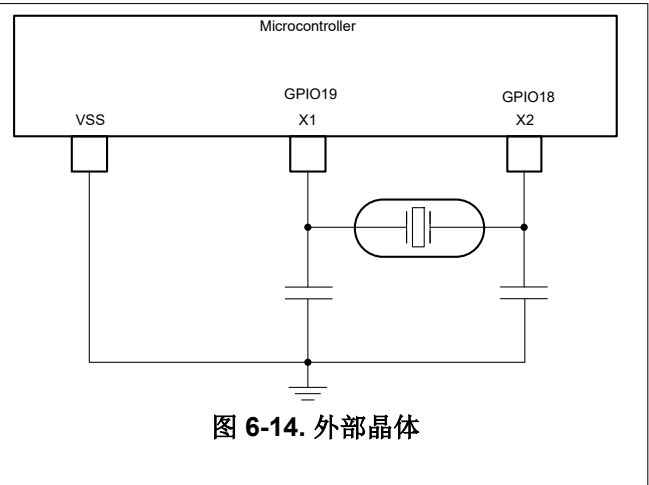 Microcontroller
GPIO19
GPIO18
VSS
X1
X2
图 6-14. 外部晶体